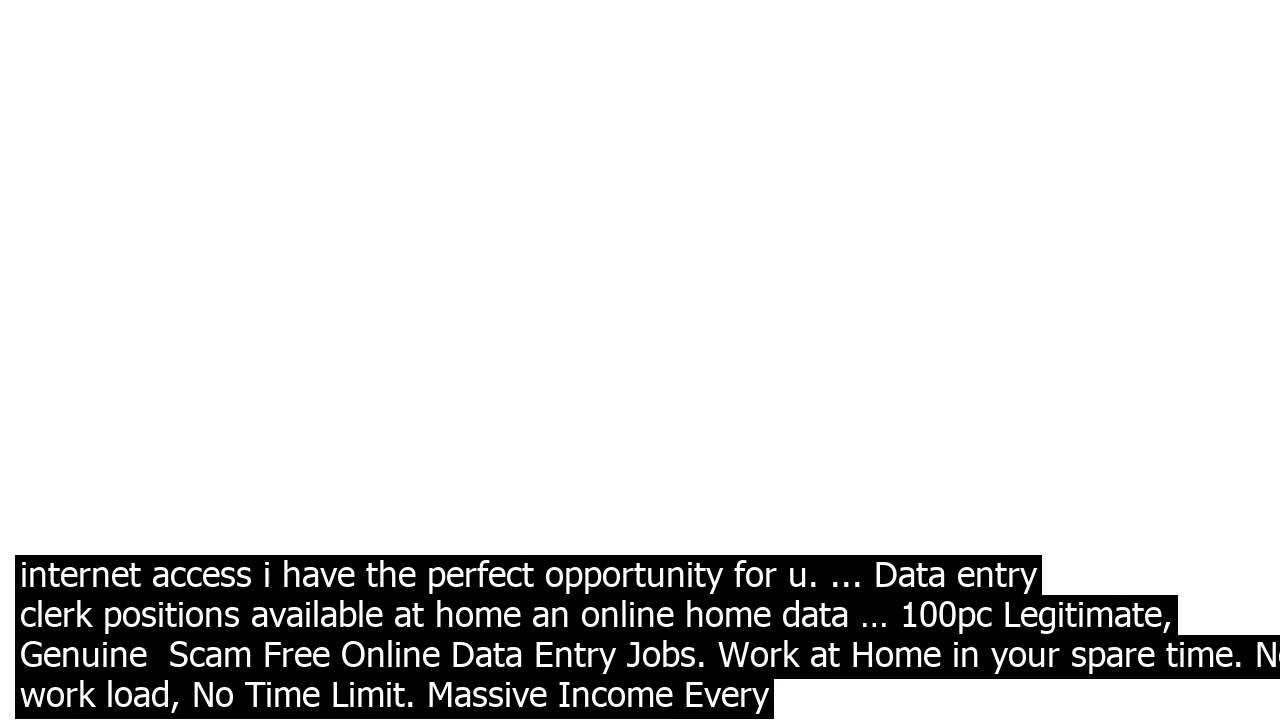 internet access i have the perfect opportunity for u. ... Data entry
clerk positions available at home an online home data ... 100pc Legitimate,
Genuine  Scam Free Online Data Entry Jobs. Work at Home in your spare time.
work load, No Time Limit. Massive Income Every